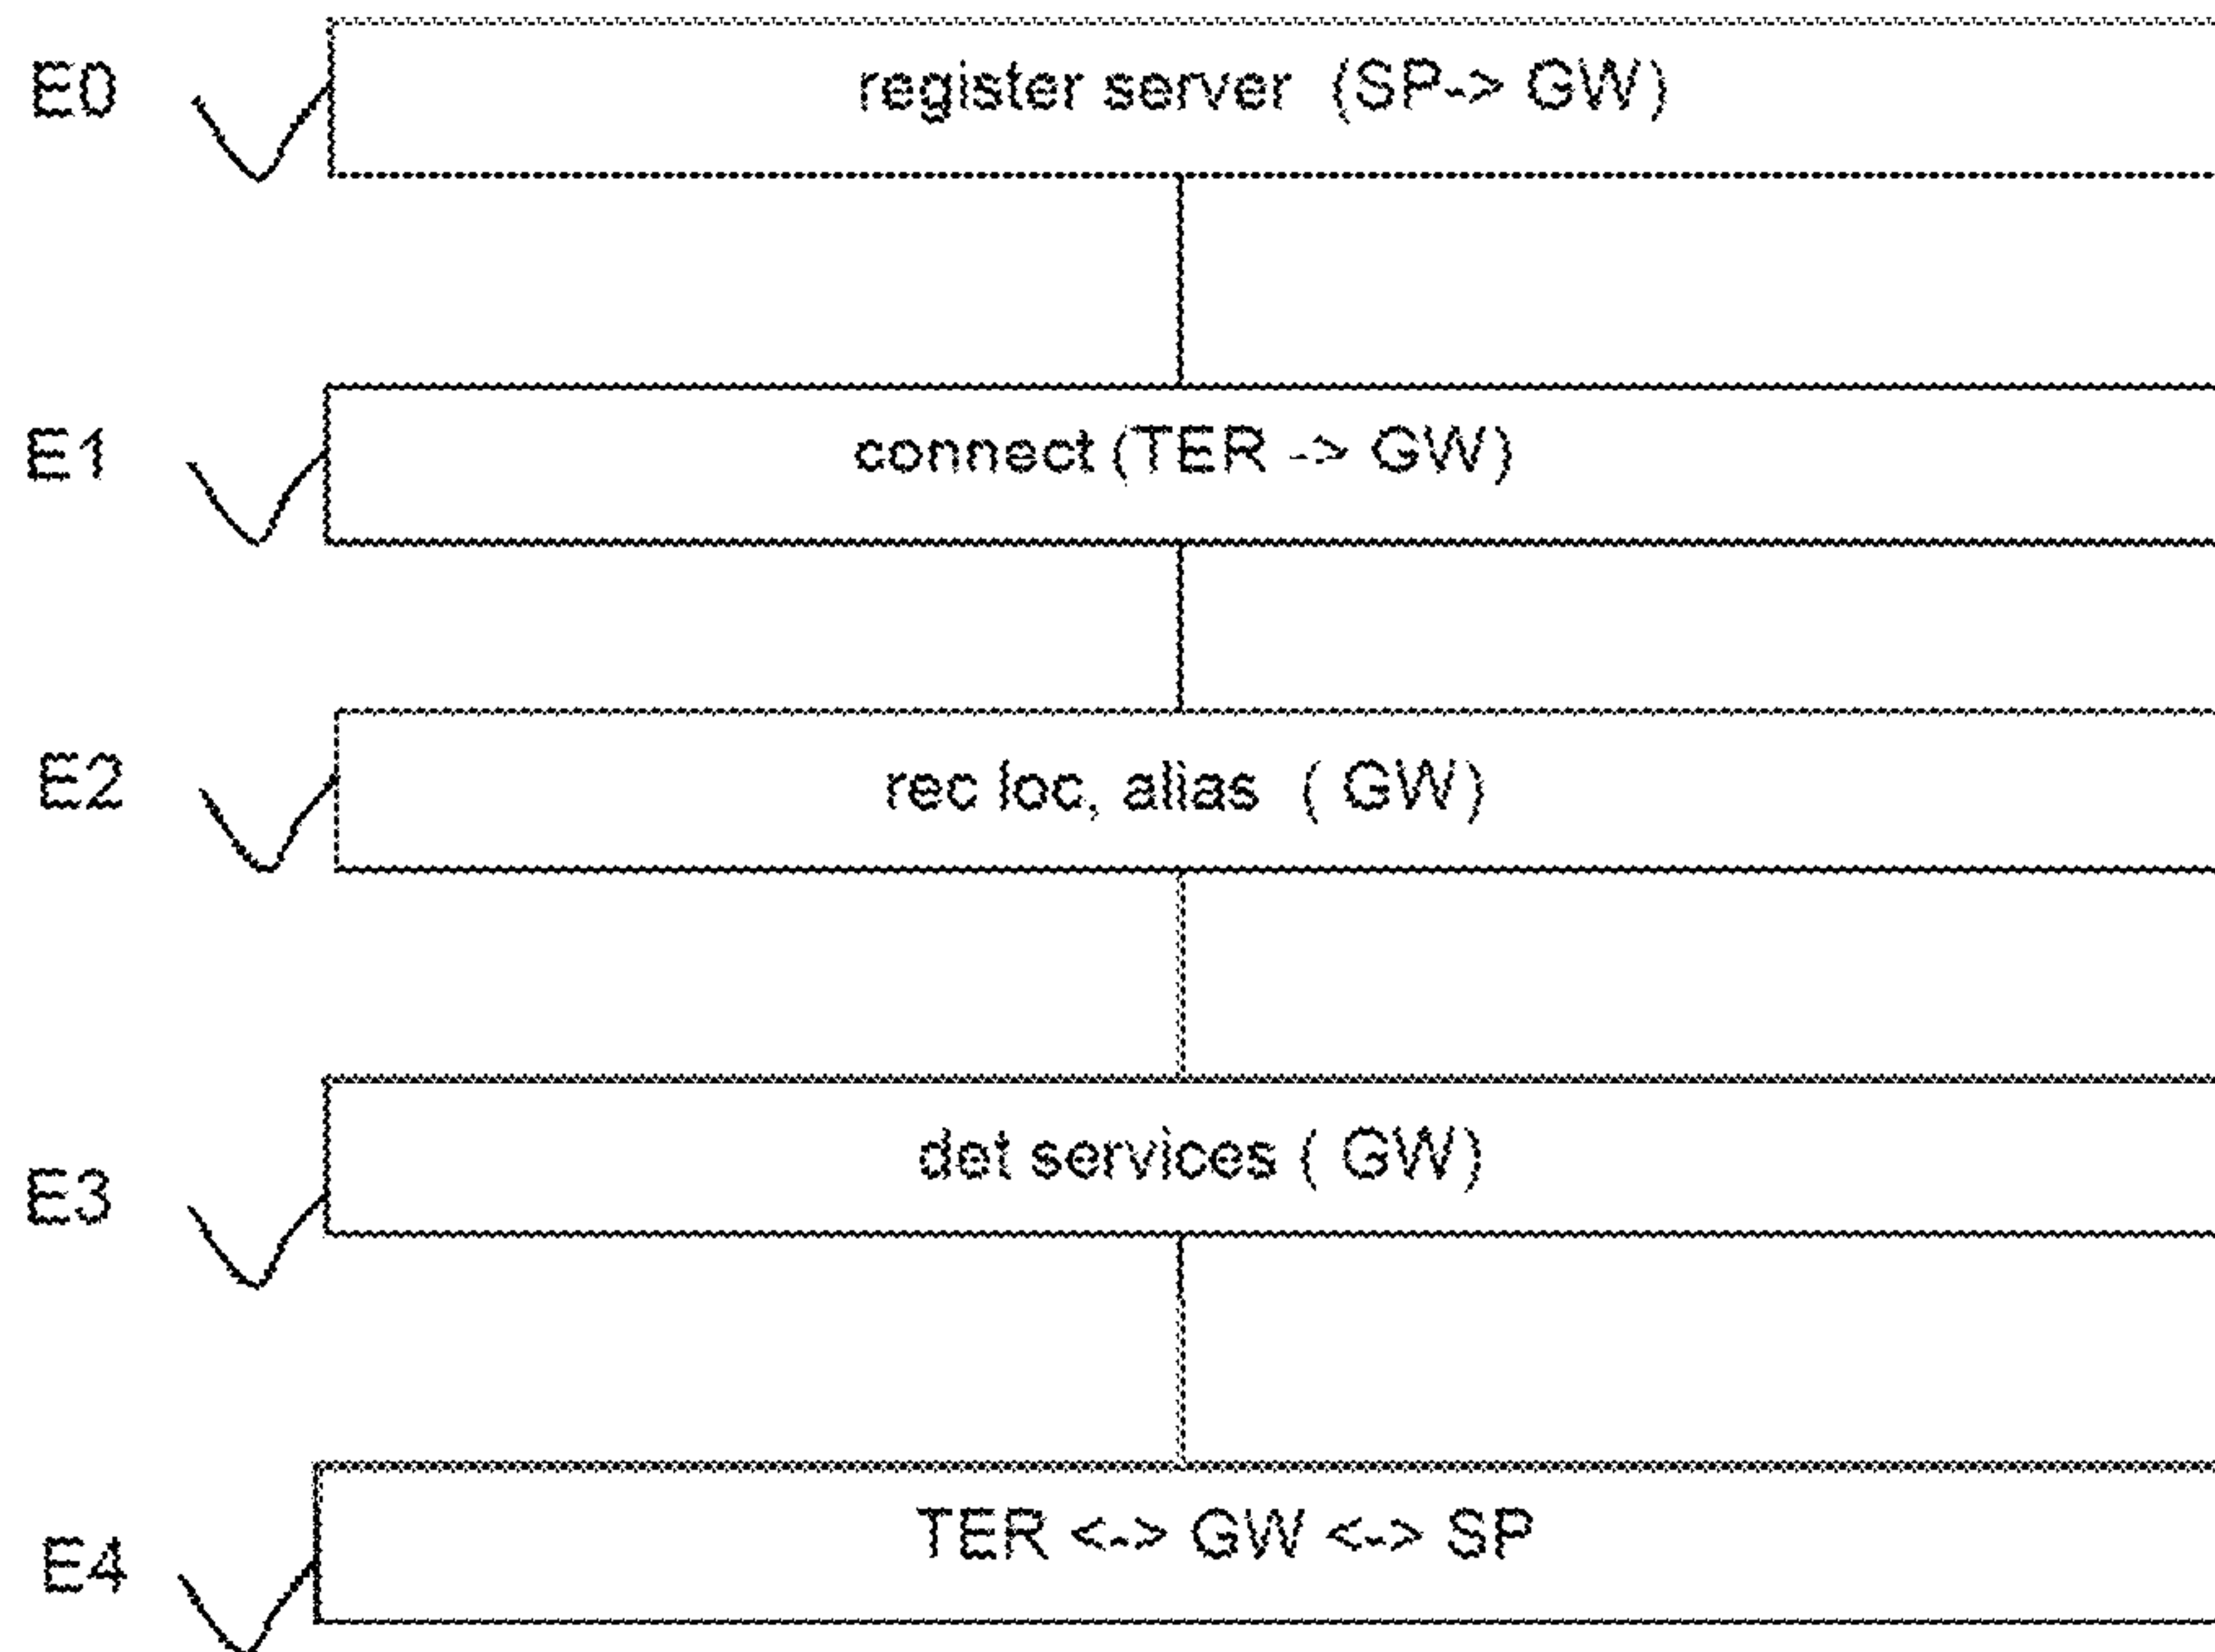 E0 register server (SP-> GW)
E1 connect (TER -> GW)
E2 rec loc, alias ( GW)
E3 det services ( GW)
E4 TER <-> GW <-> SP